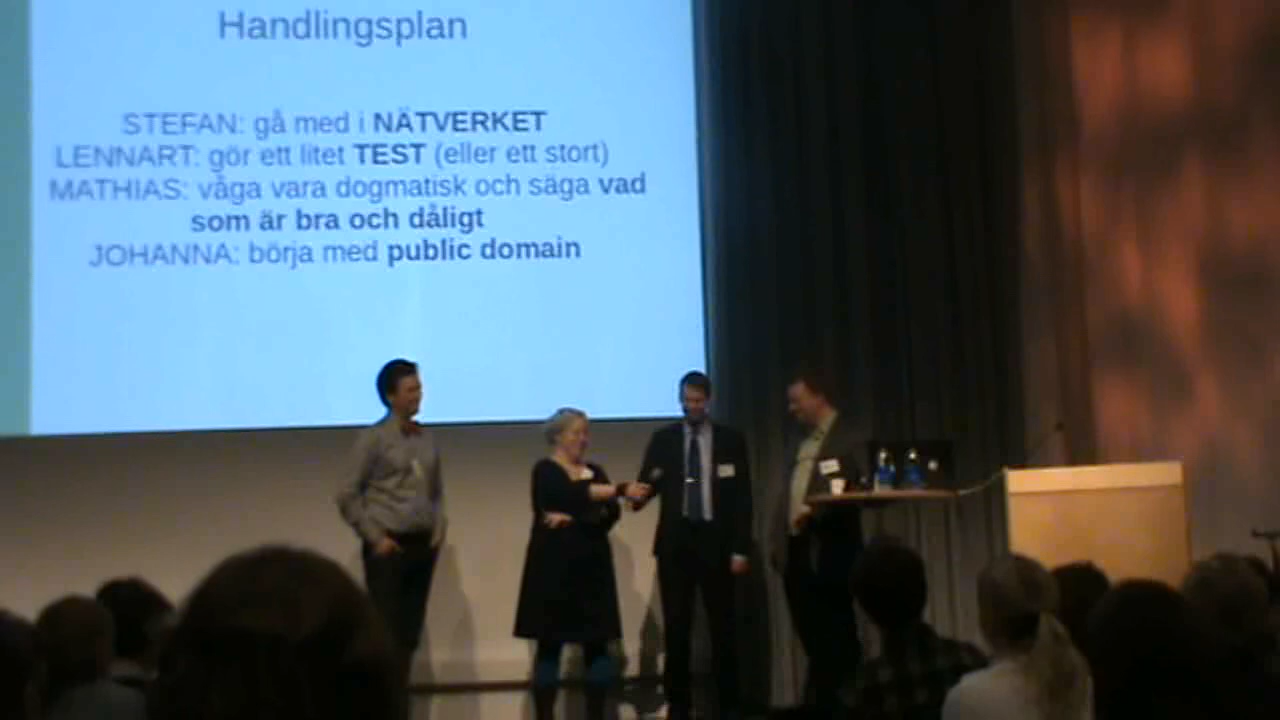 Handlingsplan
STEFAN: gå med i NÄTVERKET
LENNART: gör ett litet TEST (eller ett stort)
MATHIAS: våga vara dogmatisk och säga vad
som är bra och dåligt
JOHANNA: börja med public domain